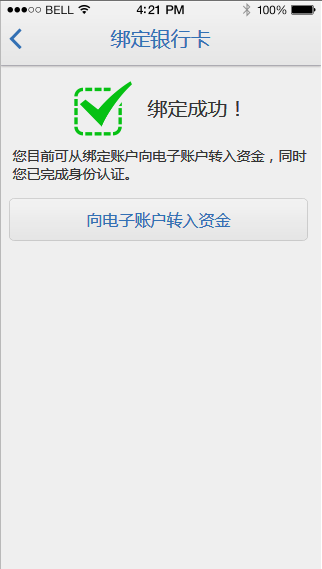 ●●●○○ BELL 4:21 PM 100%
绑定银行卡
绑定成功！
您目前可从绑定账户向电子账户转入资金，同时
您已完成身份认证。
向电子账户转入资金